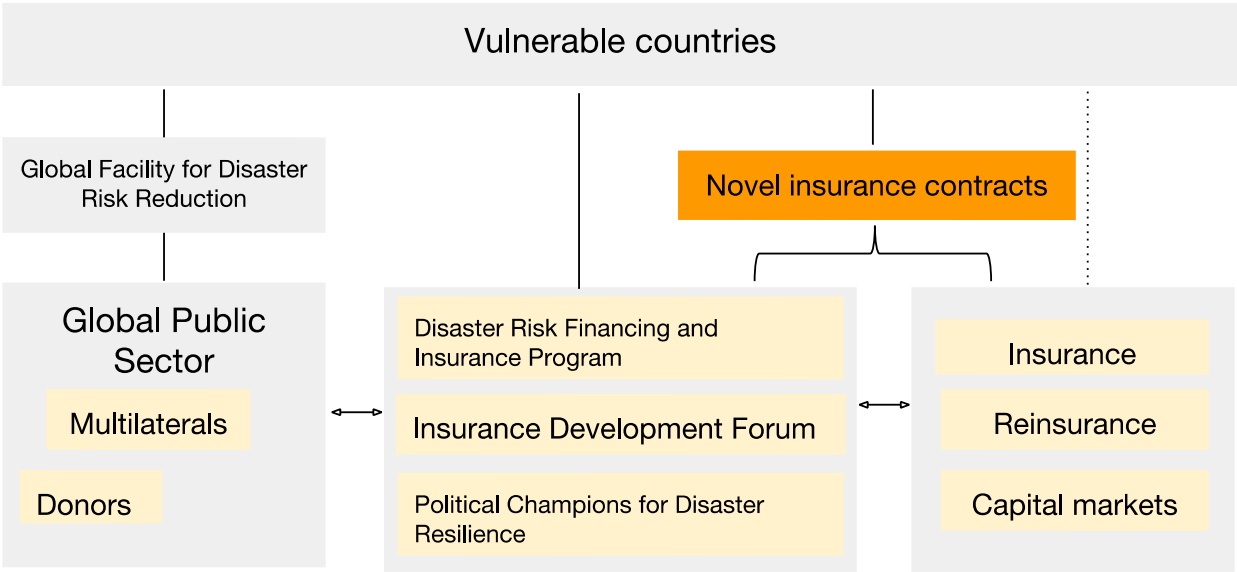 Vulnerable countries
Global Facility for Disaster
Risk Reduction
Novel insurance contracts
Global Public
Sector
Multilaterals
Donors
Disaster Risk Financing and
Insurance Program
Insurance Development Forum
Political Champions for Disaster
Resilience
Insurance
Reinsurance
Capital markets